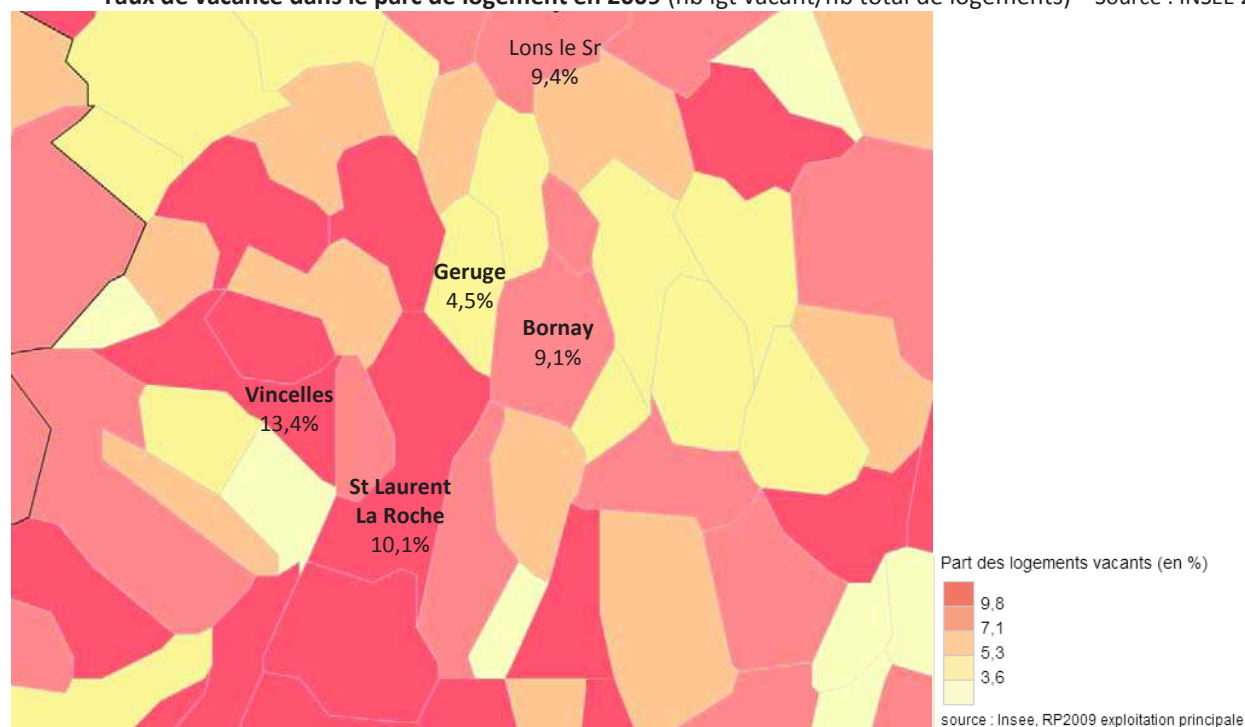 Taux de vacance dans le parc de logement en 2009 (nb lgt vacant/nb total de logements) – Source : INSEE
Lons le Sr
9,4%
Geruge
4,5%
Bornay
9,1%
Vincelles
13,4%
St Laurent
La Roche
10,1%
Part des logements vacants (en %)
9,8
7,1
5,3
3,6
source : Insee, RP2009 exploitation principale